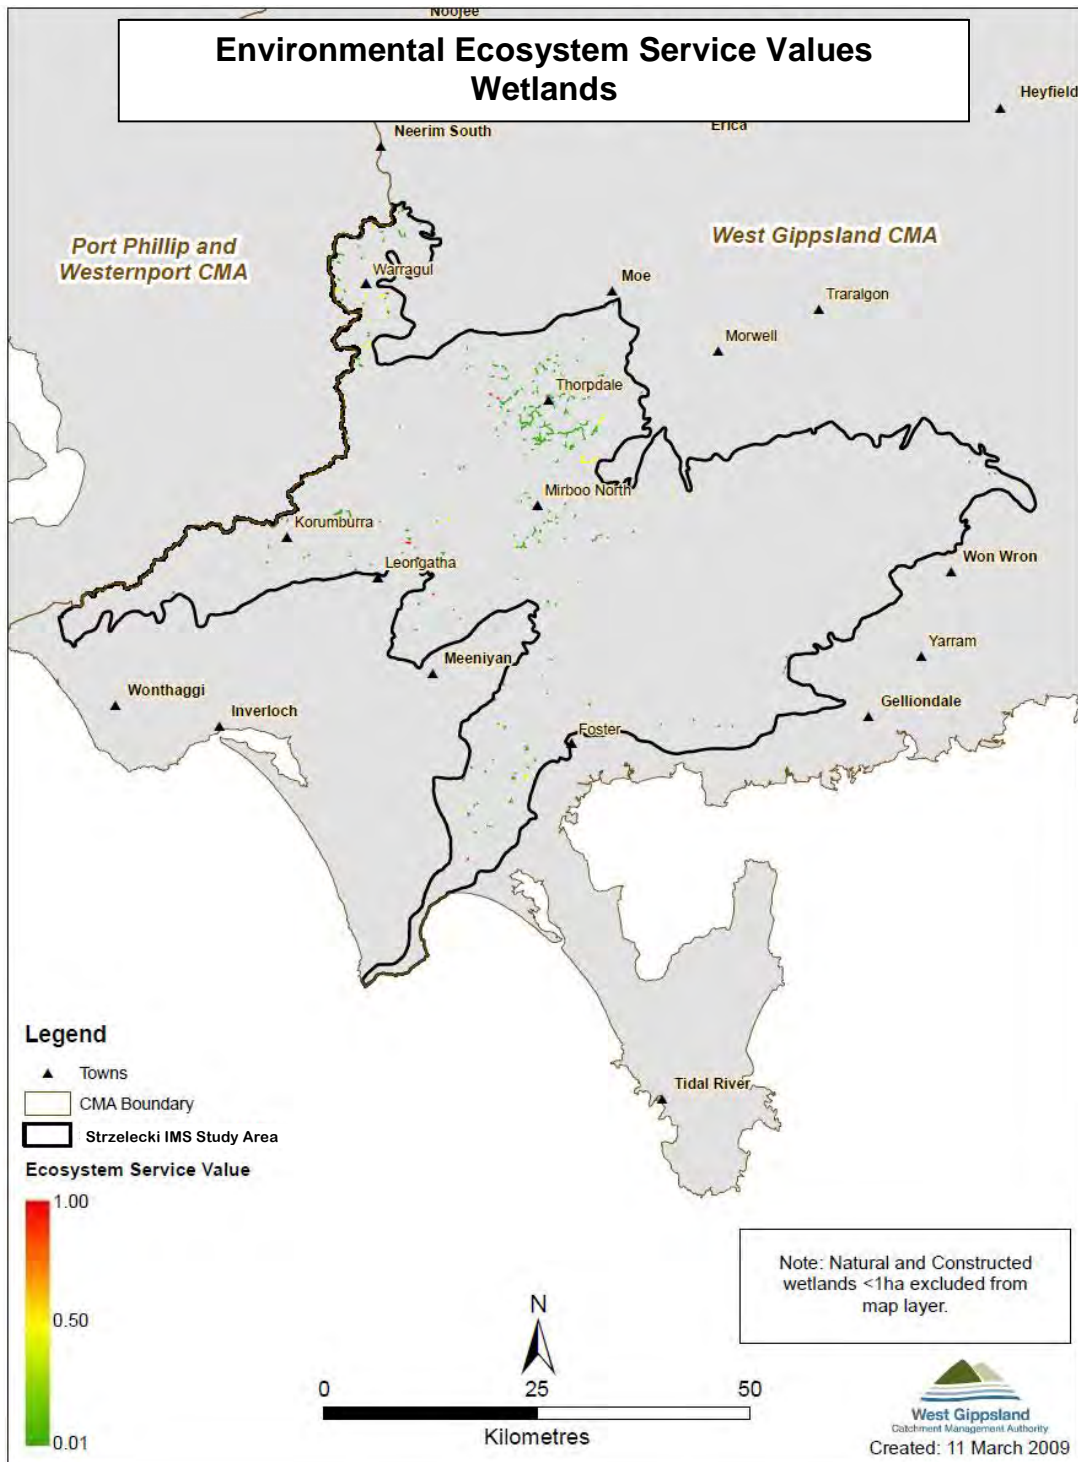 Noojee
Environmental Ecosystem Service Values
Wetlands
Heyfield
Erica
Neerim South
Port Phillip and
Westernport CMA
West Gippsland CMA
Warragul
Moe
Traralgon
Morwell
Thorpdale
Mirboo North
Korumburra
Leongatha
Won Wron
Yarram
Meeniyan
Wonthaggi
Inverloch
Gelliondale
Foster
Legend
Towns
CMA Boundary
Strzelecki IMS Study Area
Ecosystem Service Value
1.00
0.50
0.01
Tidal River
Note: Natural and Constructed
wetlands <1ha excluded from
map layer.
N
0 25 50
Kilometres
West Gippsland
Catchment Management Authority
Created: 11 March 2009